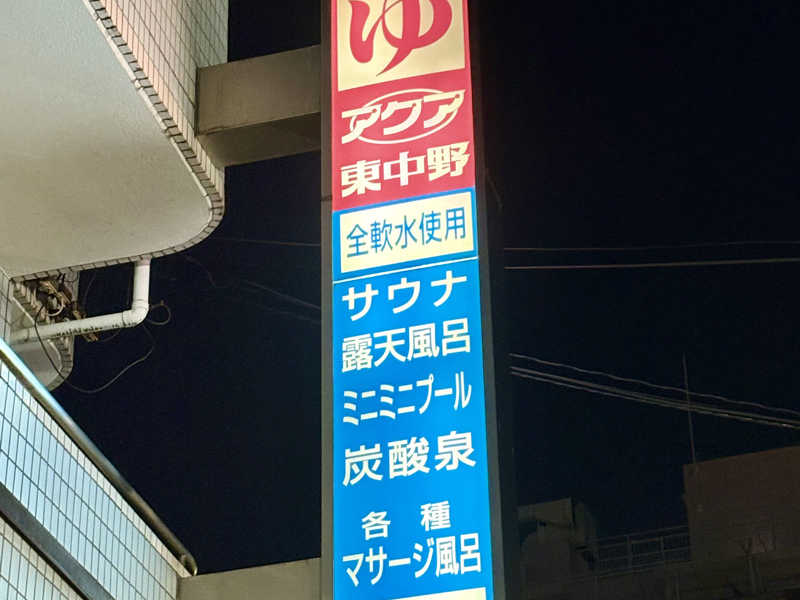 ゆ
アクア
東中野
全軟水使用
サウナ
露天風呂
ミニミニプール
炭酸泉
各種
マサージ風呂